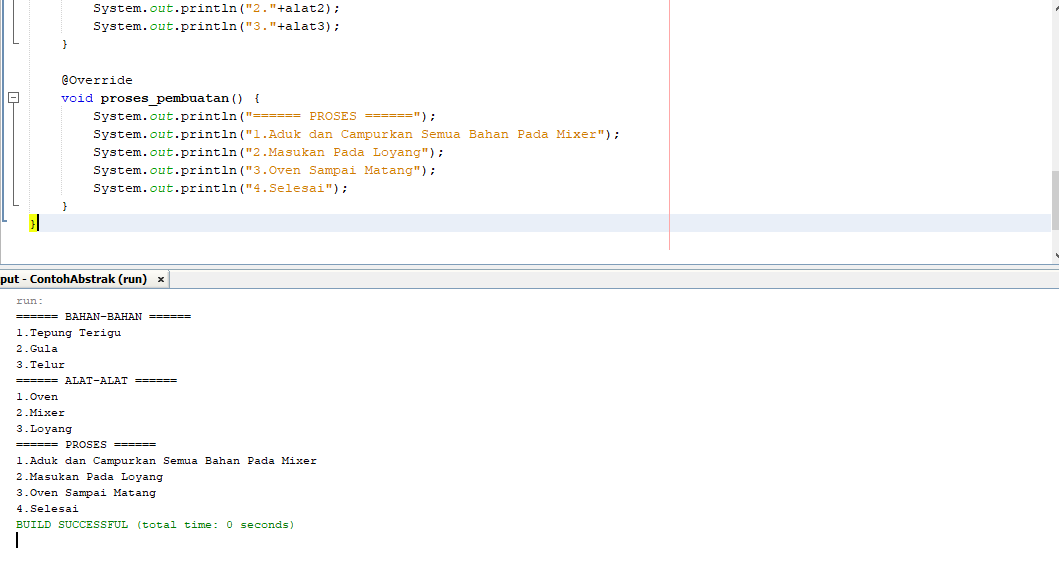 System.out.println("2."+alat2);
System.out.println("3."+alat3);
}
@Override
void proses_pembuatan() {
System.out.println("====== PROSES ======");
System.out.println("1.Aduk dan Campurkan Semua Bahan Pada Mixer");
System.out.println("2.Masukan Pada Loyang");
System.out.println("3.Oven Sampai Matang");
System.out.println("4.Selesai");
}
}
put - ContohAbstrak (run) ×
run:
====== BAHAN-BAHAN ======
1.Tepung Terigu
2.Gula
3.Telur
====== ALAT-ALAT ======
1.Oven
2.Mixer
3.Loyang
====== PROSES ======
1.Aduk dan Campurkan Semua Bahan Pada Mixer
2.Masukan Pada Loyang
3.Oven Sampai Matang
4.Selesai
BUILD SUCCESSFUL (total time: 0 seconds)